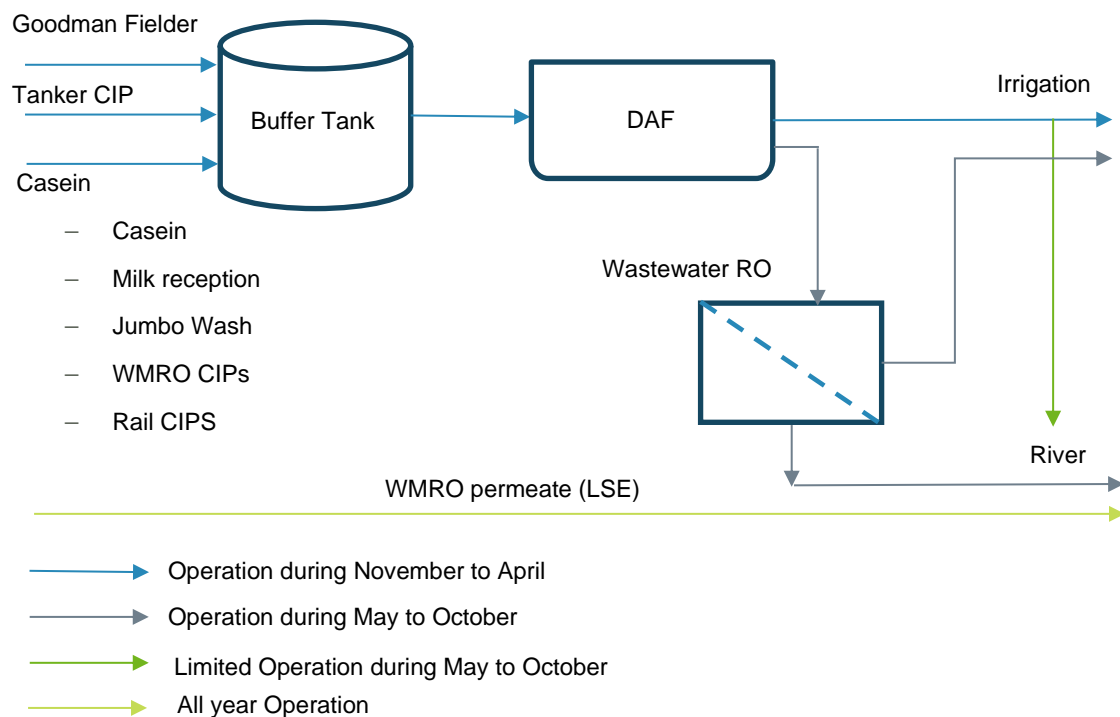 Goodman Fielder
Tanker CIP
Buffer Tank
DAF
Irrigation
Casein
– Casein
– Milk reception
– Jumbo Wash
– WMRO CIPs
– Rail CIPS
Wastewater RO
River
WMRO permeate (LSE)
Operation during November to April
Operation during May to October
Limited Operation during May to October
All year Operation